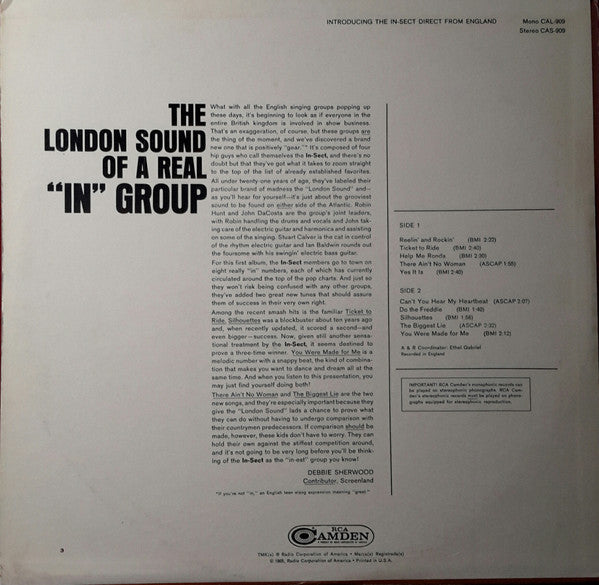 INTRODUCING THE IN-SECT DIRECT FROM ENGLAND
Mono CAL-909
Stereo CAS-909
THE
LONDON SOUND
OF A REAL
“IN” GROUP
What with all the English singing groups popping up
these days, it's beginning to look as if everyone in the
entire British kingdom is involved in show business.
That's an exaggeration, of course, but these groups are
the thing of the moment, and we've discovered a brand
new one that is positively "gear."* It's composed of four
hip guys who call themselves the In-Sect, and there's no
doubt but that they've got what it takes to zoom straight
to the top of the list of already established favorites.
All under twenty-one years of age, they've labeled their
particular brand of madness the "London Sound" and—
as you'll hear for yourself—it's just about the grooviest
sound to be found on either side of the Atlantic. Robin
Hunt and John DaCosta are the group's joint leaders,
with Robin handling the drums and vocals and John tak-
ing care of the electric guitar and harmonica and assisting
on some of the singing. Stuart Calver is the cat in control
of the rhythm electric guitar and Ian Baldwin rounds out
the foursome with his swingin' electric bass guitar.
For this first album, the In-Sect members go to town on
eight really "in" numbers, each of which has currently
circulated around the top of the pop charts. And just so
they won't risk being confused with any other groups,
they've added two great new tunes that should assure
them of success in their very own right.
Among the recent smash hits is the familiar Ticket to
Ride. Silhouettes was a blockbuster about ten years ago
and, when recently updated, it scored a second—and
even bigger—success. Now, given still another sensa-
tional treatment by the In-Sect, it seems destined to
prove a three-time winner. You Were Made for Me is a
melodic number with a snappy beat, the kind of combina-
tion that makes you want to dance and dream all at the
same time. And when you listen to this presentation, you
may just find yourself doing both!
There Ain't No Woman and The Biggest Lie are the two
new songs, and they're especially important because they
give the "London Sound" lads a chance to prove what
they can do without having to undergo comparison with
their countrymen predecessors. If comparison should be
made, however, these kids don't have to worry. They can
hold their own against the stiffest competition around,
and it's not going to be very long before you'll be think-
ing of the In-Sect as the "in-est" group you know!
DEBBIE SHERWOOD
Contributor, Screenland
*If you're not "in," an English teen slang expression meaning "great"
SIDE 1
Reelin' and Rockin' (BMI 2:32)
Ticket to Ride (BMI 2:40)
Help Me Ronda (BMI 2:30)
There Ain't No Woman (ASCAP 1:55)
Yes It Is (BMI 2:40)
SIDE 2
Can't You Hear My Heartbeat (ASCAP 2:07)
Do the Freddie (BMI 1:42)
Silhouettes (BMI 1:56)
The Biggest Lie (ASCAP 2:32)
You Were Made for Me (BMI 2:12)
A & R Coordinator: Ethel Gabriel
Recorded in England
IMPORTANT! RCA Camden's monophonic records can
be played on stereophonic phonographs. RCA Cam-
den's stereophonic records must be played on phono-
graphs equipped for stereophonic reproduction.
RCA
CAMDEN
TMK(s) ® Radio Corporation of America • Marca(s) Registrada(s)
© 1965, Radio Corporation of America • Printed in U.S.A.
3